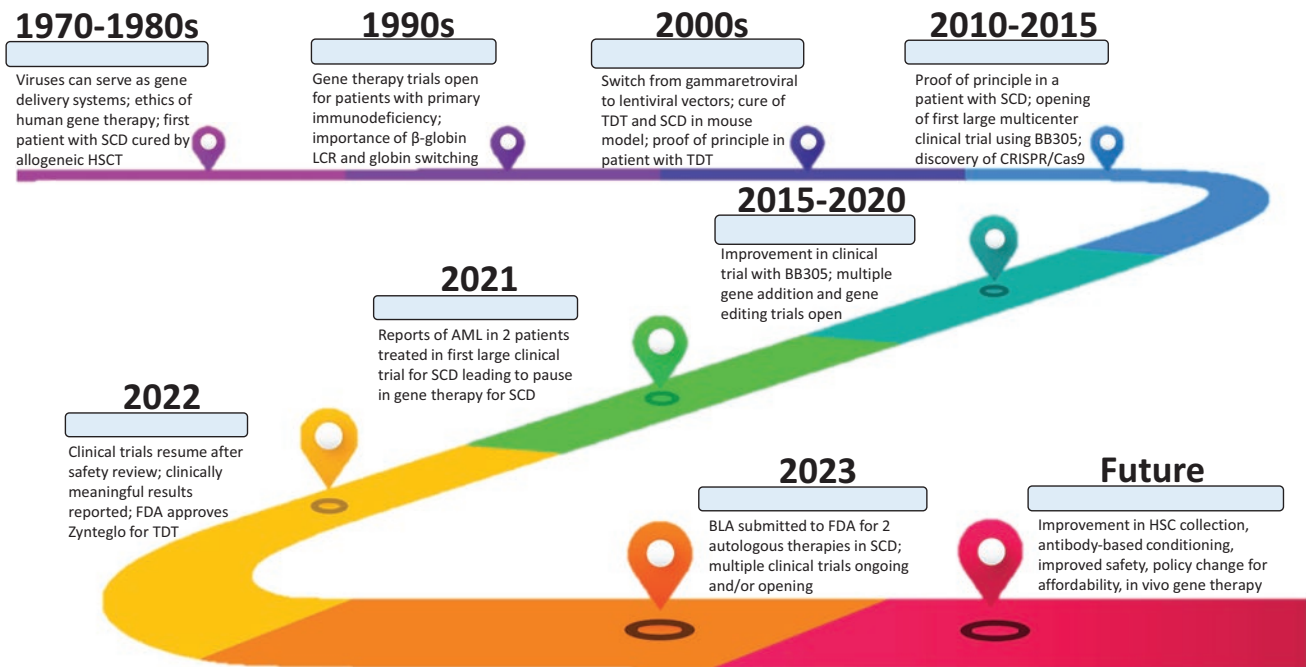 1970-1980s
Viruses can serve as gene
delivery systems; ethics of
human gene therapy; first
patient with SCD cured by
allogeneic HSCT
1990s
Gene therapy trials open
for patients with primary
immunodeficiency;
importance of β-globin
LCR and globin switching
2000s
Switch from gammaretroviral
to lentiviral vectors; cure of
TDT and SCD in mouse
model; proof of principle in
patient with TDT
2010-2015
Proof of principle in a
patient with SCD; opening
of first large multicenter
clinical trial using BB305;
discovery of CRISPR/Cas9
2015-2020
Improvement in clinical
trial with BB305; multiple
gene addition and gene
editing trials open
2021
Reports of AML in 2 patients
treated in first large clinical
trial for SCD leading to pause
in gene therapy for SCD
2022
Clinical trials resume after
safety review; clinically
meaningful results
reported; FDA approves
Zynteglo for TDT
2023
BLA submitted to FDA for 2
autologous therapies in SCD;
multiple clinical trials ongoing
and/or opening
Future
Improvement in HSC collection,
antibody-based conditioning,
improved safety, policy change for
affordability, in vivo gene therapy